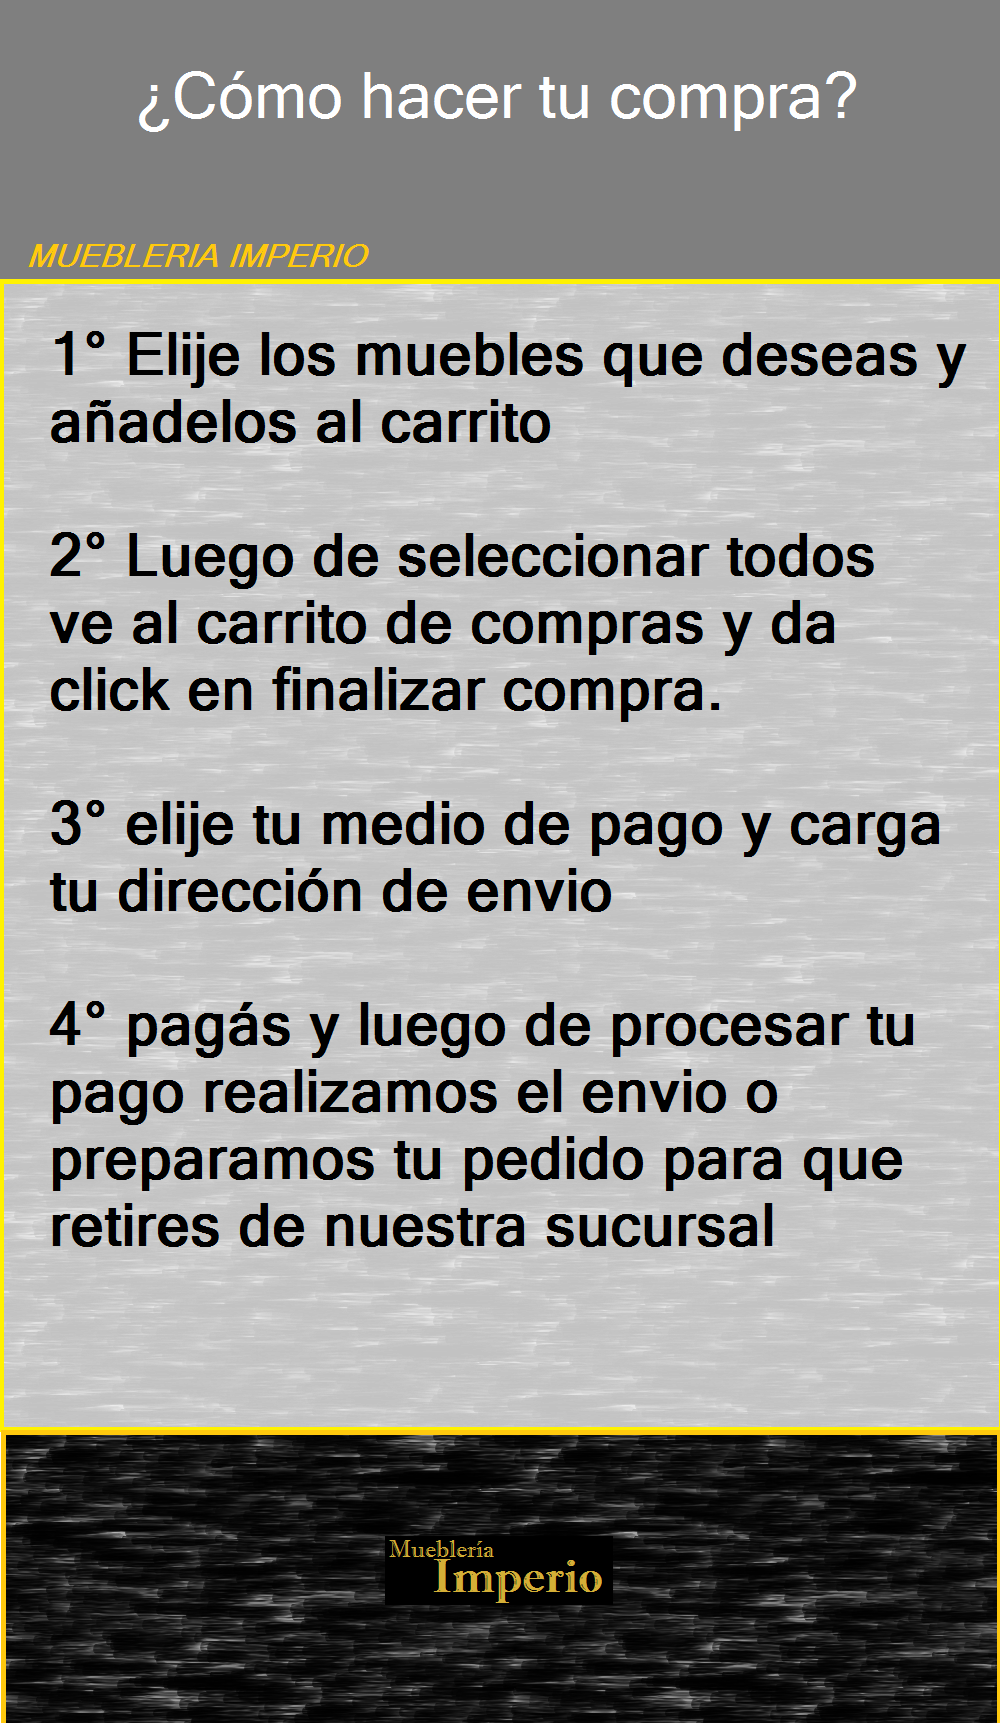 ¿Cómo hacer tu compra?
MUEBLERIA IMPERIO
1° Elije los muebles que deseas y
añadelos al carrito
2° Luego de seleccionar todos
ve al carrito de compras y da
click en finalizar compra.
3° elije tu medio de pago y carga
tu dirección de envio
4° pagás y luego de procesar tu
pago realizamos el envio o
preparamos tu pedido para que
retires de nuestra sucursal
Mueblería
Imperio